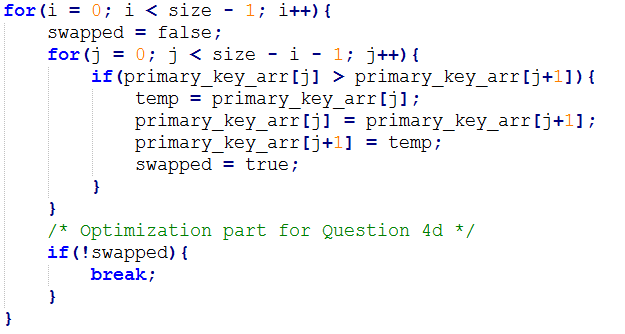 for(i = 0; i < size - 1; i++){
    swapped = false;
    for(j = 0; j < size - i - 1; j++){
        if(primary_key_arr[j] > primary_key_arr[j+1]){
            temp = primary_key_arr[j];
            primary_key_arr[j] = primary_key_arr[j+1];
            primary_key_arr[j+1] = temp;
            swapped = true;
        }
    }
    /* Optimization part for Question 4d */
    if(!swapped){
        break;
    }
}